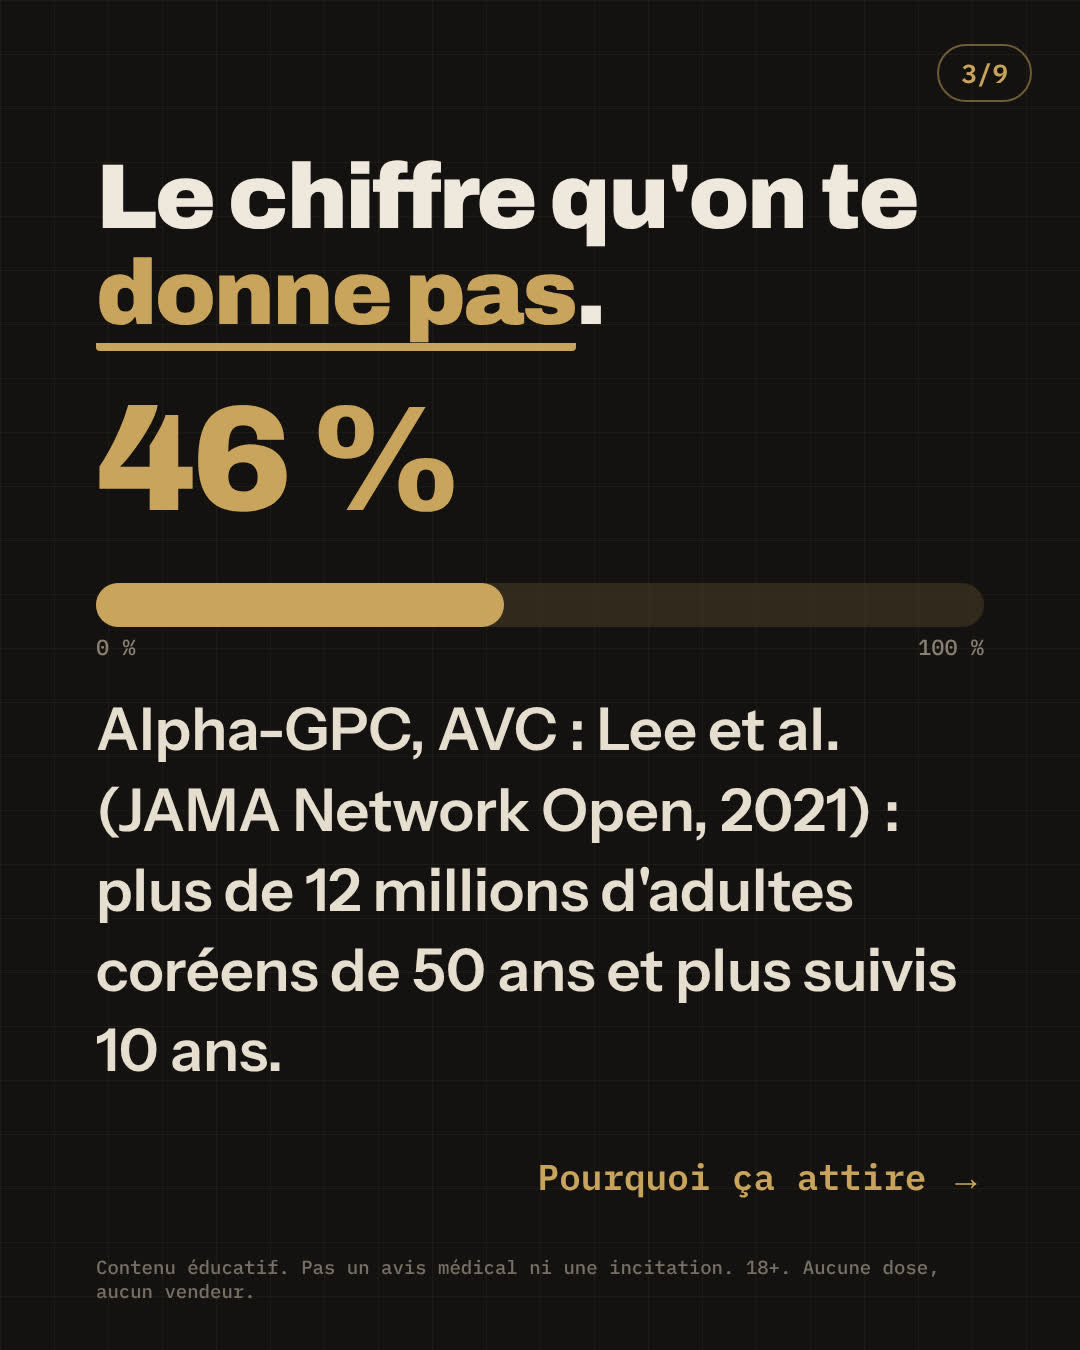 3/9
Le chiffre qu'on te
donne pas.
46 %
0 %
100 %
Alpha-GPC, AVC : Lee et al.
(JAMA Network Open, 2021) :
plus de 12 millions d'adultes
coréens de 50 ans et plus suivis
10 ans.
Pourquoi ça attire →
Contenu éducatif. Pas un avis médical ni une incitation. 18+. Aucune dose,
aucun vendeur.